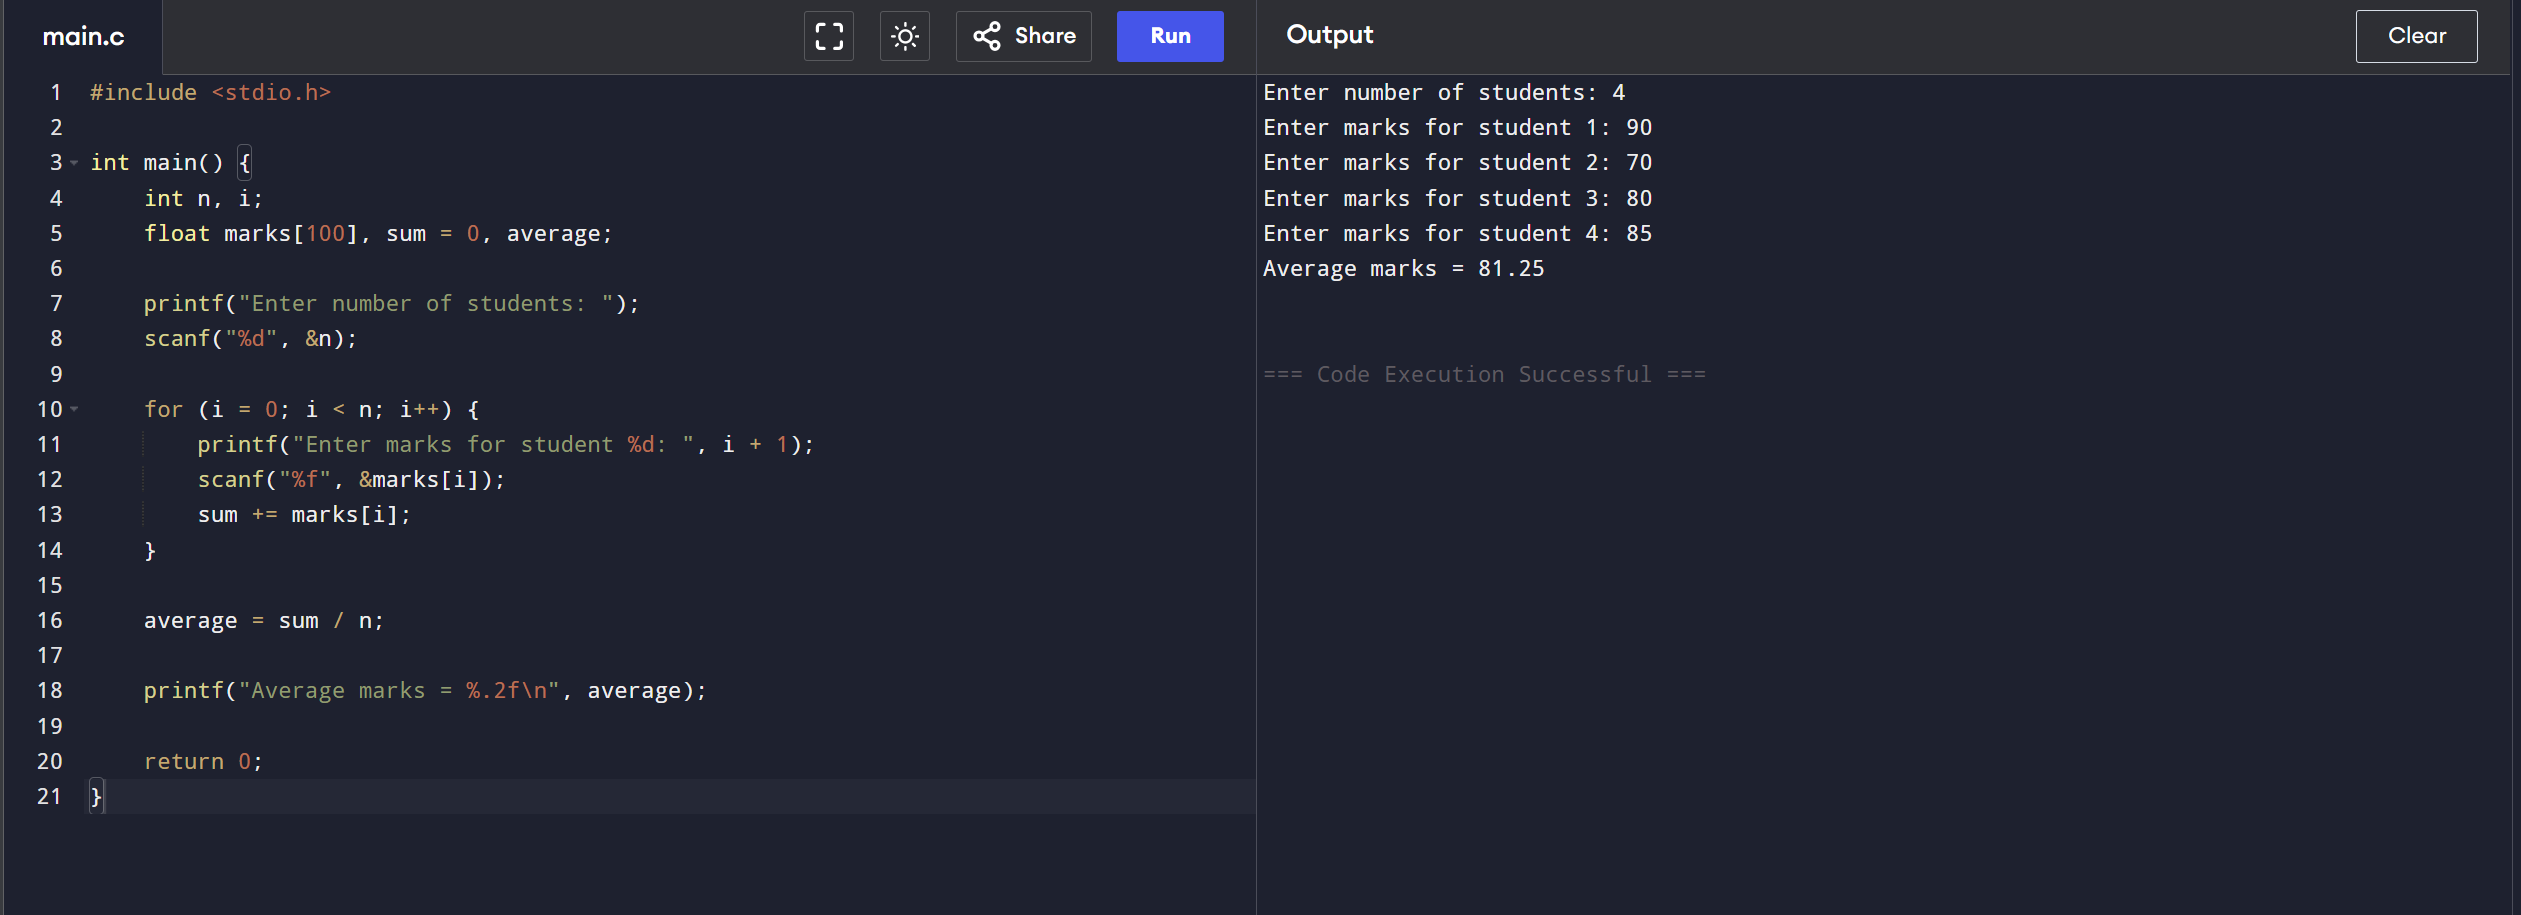 main.c
Share
Run
1 #include <stdio.h>
2
3 int main() {
4     int n, i;
5     float marks[100], sum = 0, average;
6
7     printf("Enter number of students: ");
8     scanf("%d", &n);
9
10     for (i = 0; i < n; i++) {
11         printf("Enter marks for student %d: ", i + 1);
12         scanf("%f", &marks[i]);
13         sum += marks[i];
14     }
15
16     average = sum / n;
17
18     printf("Average marks = %.2f\n", average);
19
20     return 0;
21 }
Output
Clear
Enter number of students: 4
Enter marks for student 1: 90
Enter marks for student 2: 70
Enter marks for student 3: 80
Enter marks for student 4: 85
Average marks = 81.25
=== Code Execution Successful ===